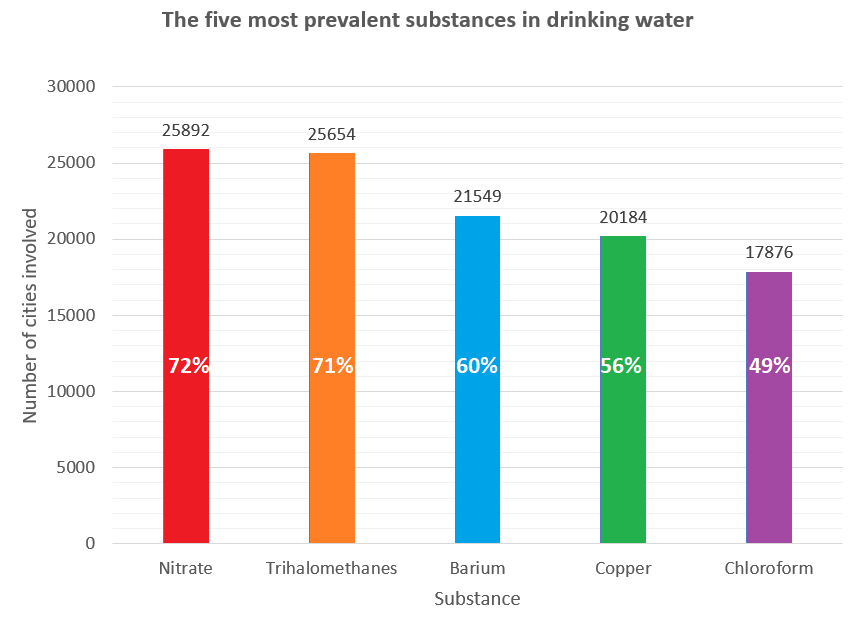 The five most prevalent substances in drinking water
30000
25000
20000
15000
10000
5000
0
Number of cities involved
25892
25654
21549
20184
17876
72%
71%
60%
56%
49%
Nitrate
Trihalomethanes
Barium
Copper
Chloroform
Substance